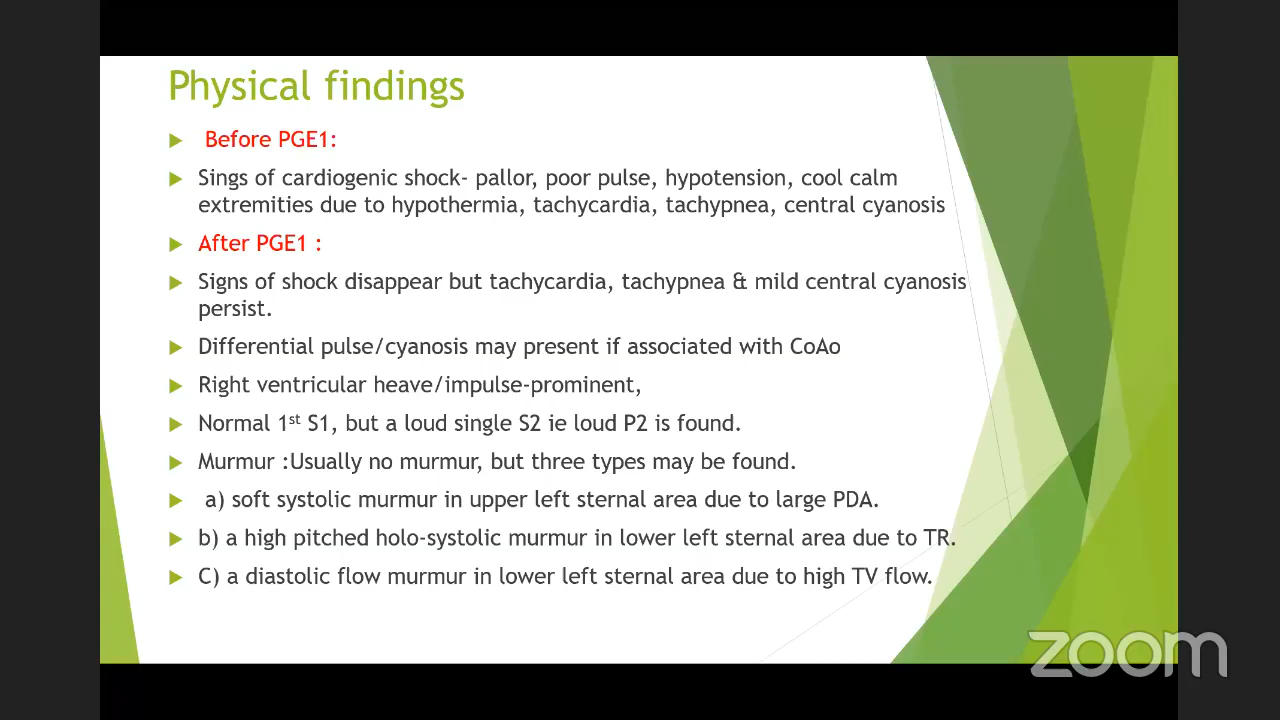 Physical findings
Before PGE1:
Sings of cardiogenic shock- pallor, poor pulse, hypotension, cool calm
extremities due to hypothermia, tachycardia, tachypnea, central cyanosis
After PGE1 :
Signs of shock disappear but tachycardia, tachypnea & mild central cyanosis
persist.
Differential pulse/cyanosis may present if associated with CoAo
Right ventricular heave/impulse-prominent,
Normal 1st S1, but a loud single S2 ie loud P2 is found.
Murmur :Usually no murmur, but three types may be found.
a) soft systolic murmur in upper left sternal area due to large PDA.
b) a high pitched holo-systolic murmur in lower left sternal area due to TR.
C) a diastolic flow murmur in lower left sternal area due to high TV flow.
zoom